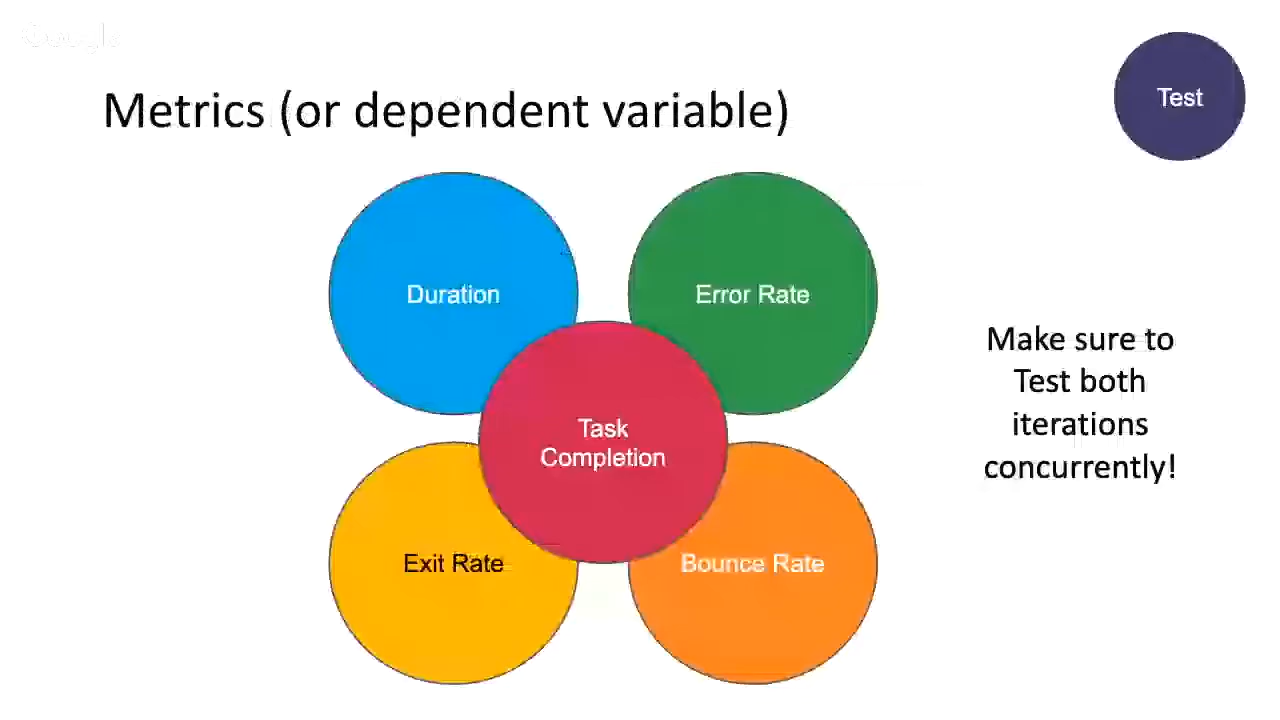 Google
Test
Metrics (or dependent variable)
Duration
Error Rate
Make sure to
Test both
iterations
concurrently!
Task
Completion
Exit Rate
Bounce Rate